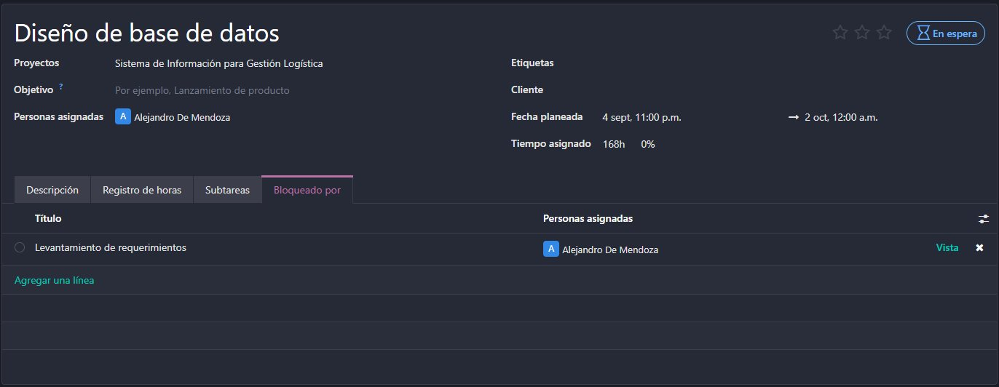 Diseño de base de datos
En espera
Proyectos Sistema de Información para Gestión Logística
Etiquetas
Objetivo ? Por ejemplo, Lanzamiento de producto
Cliente
Personas asignadas A Alejandro De Mendoza
Fecha planeada 4 sept, 11:00 p.m. → 2 oct, 12:00 a.m.
Tiempo asignado 168h 0%
Descripción Registro de horas Subtareas Bloqueado por
Título Personas asignadas
Levantamiento de requerimientos A Alejandro De Mendoza Vista
Agregar una línea